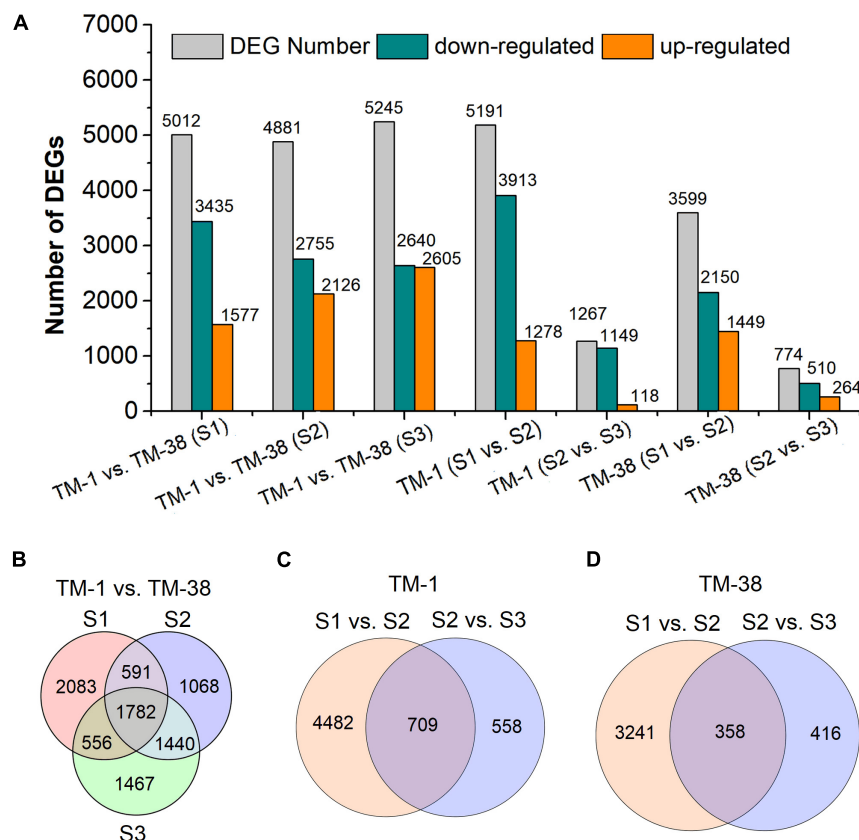 A
7000
6000
5000
4000
3000
2000
1000
0
Number of DEGs
DEG Number down-regulated up-regulated
5012
3435
1577
4881
2755
2126
5245
2640
2605
5191
3913
1278
1267
1149
118
3599
2150
1449
774
510
264
TM-1 vs. TM-38 (S1)
TM-1 vs. TM-38 (S2)
TM-1 vs. TM-38 (S3)
TM-1 (S1 vs. S2)
TM-1 (S2 vs. S3)
TM-38 (S1 vs. S2)
TM-38 (S2 vs. S3)
B
TM-1 vs. TM-38
S1 S2
2083 591 1068
1782
556 1440
1467
S3
C
TM-1
S1 vs. S2 S2 vs. S3
4482 709 558
D
TM-38
S1 vs. S2 S2 vs. S3
3241 358 416